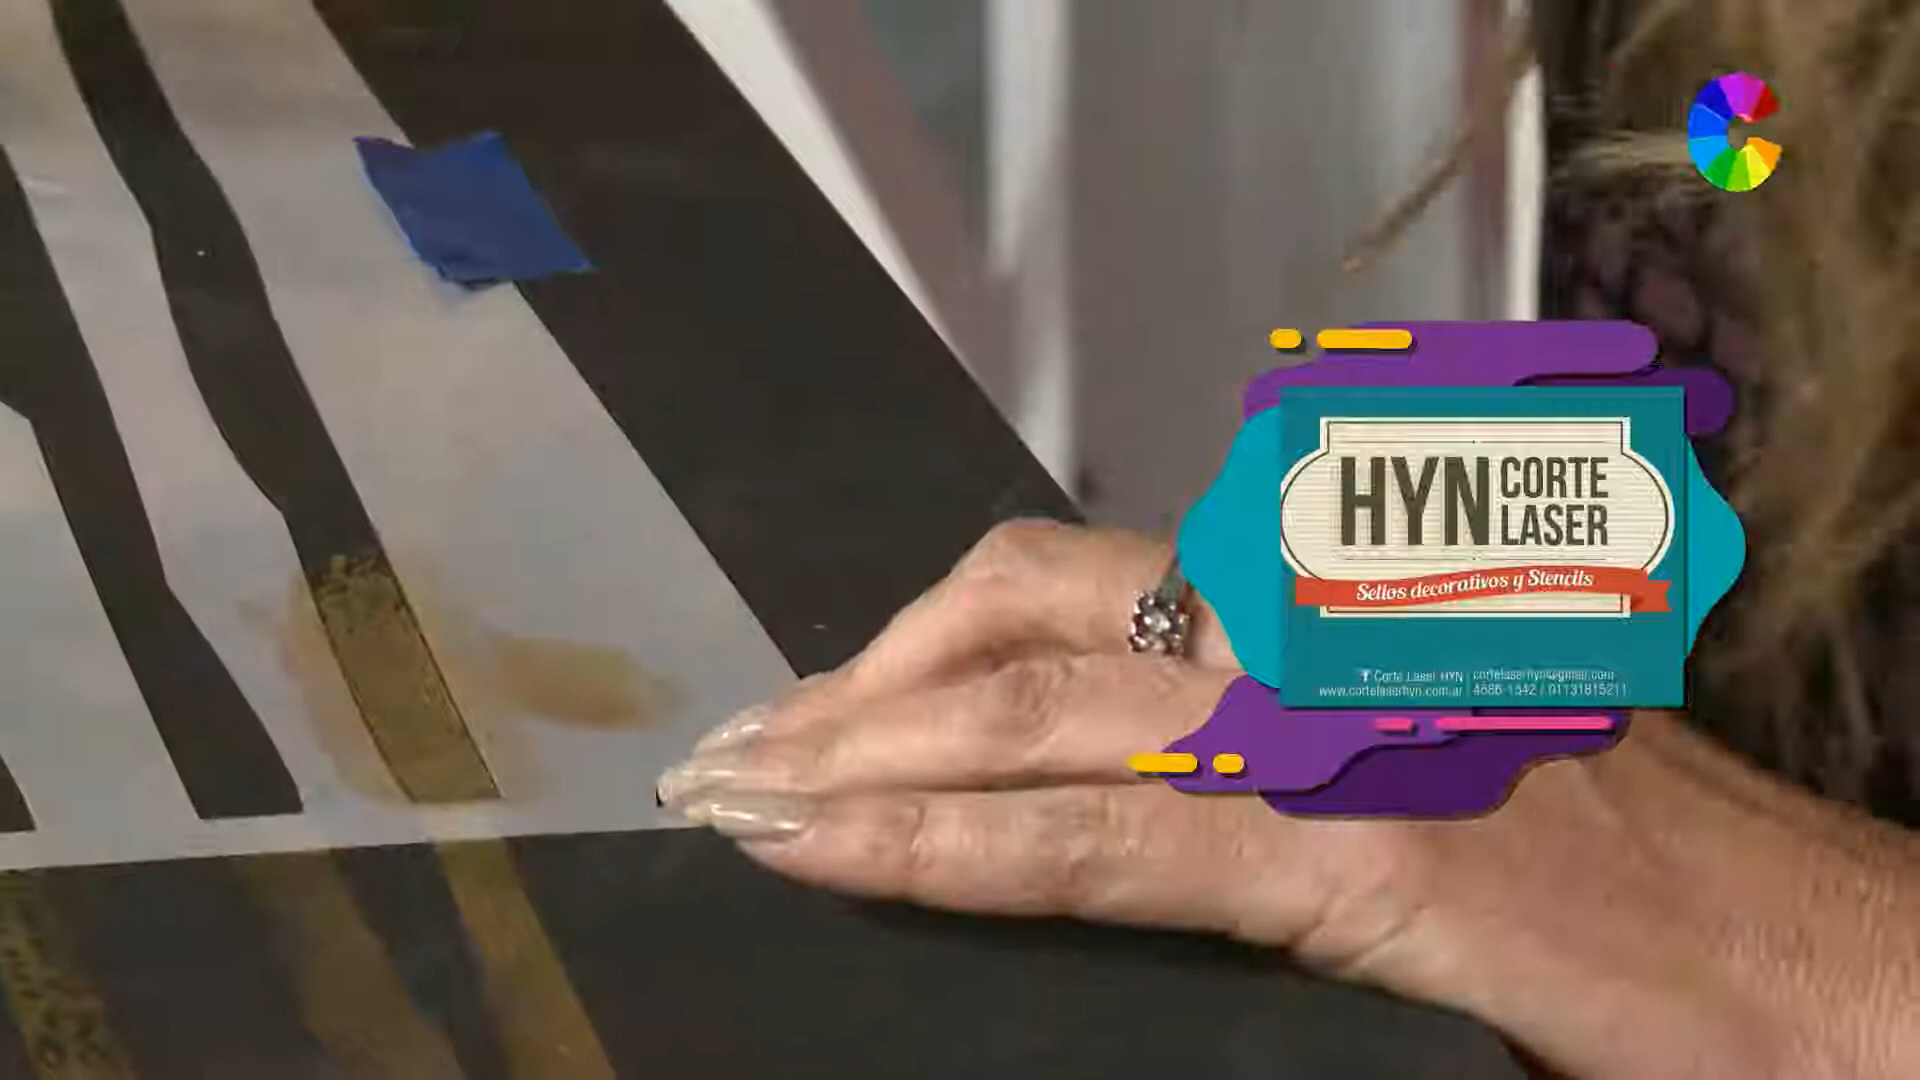 HYN CORTE
LASER
Sellos decorativos y Stencils
Corte Laser HYN | cortelaserhyn@gmail.com
www.cortelaserhyn.com.ar | 4686-1542 | 01131815211